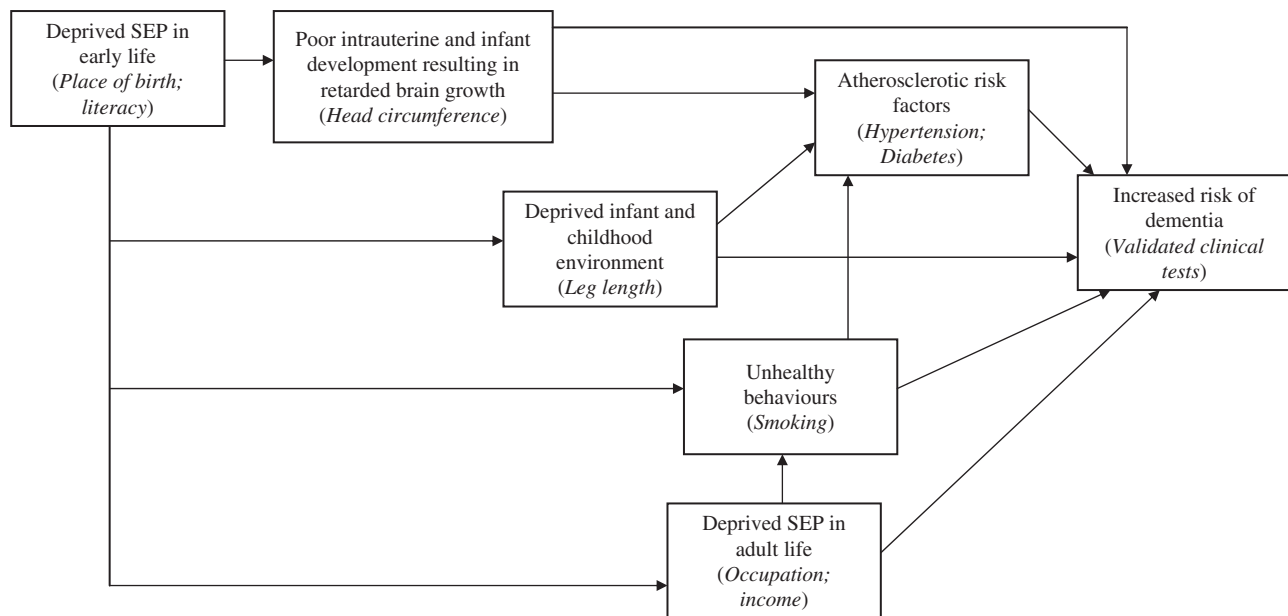 Deprived SEP in
early life
(Place of birth;
literacy)
Poor intrauterine and infant
development resulting in
retarded brain growth
(Head circumference)
Atherosclerotic risk
factors
(Hypertension;
Diabetes)
Increased risk of
dementia
(Validated clinical
tests)
Deprived infant and
childhood
environment
(Leg length)
Unhealthy
behaviours
(Smoking)
Deprived SEP in
adult life
(Occupation;
income)